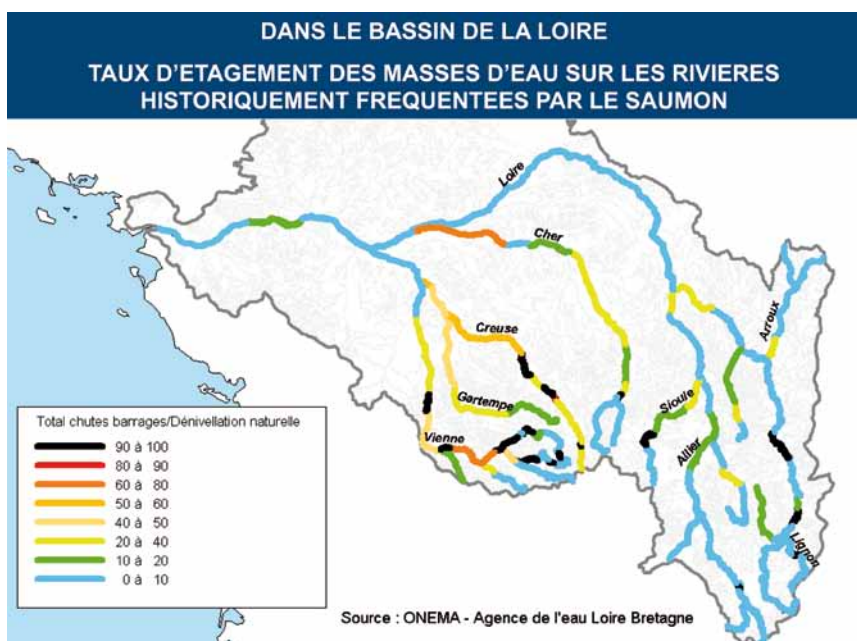 DANS LE BASSIN DE LA LOIRE
TAUX D'ETAGEMENT DES MASSES D'EAU SUR LES RIVIERES
HISTORIQUEMENT FREQUENTEES PAR LE SAUMON
Loire
Cher
Arroux
Creuse
Gartempe
Sioule
Vienne
Allier
Lignon
Total chutes barrages/Dénivellation naturelle
90 à 100
80 à 90
60 à 80
50 à 60
40 à 50
20 à 40
10 à 20
0 à 10
Source : ONEMA - Agence de l'eau Loire Bretagne